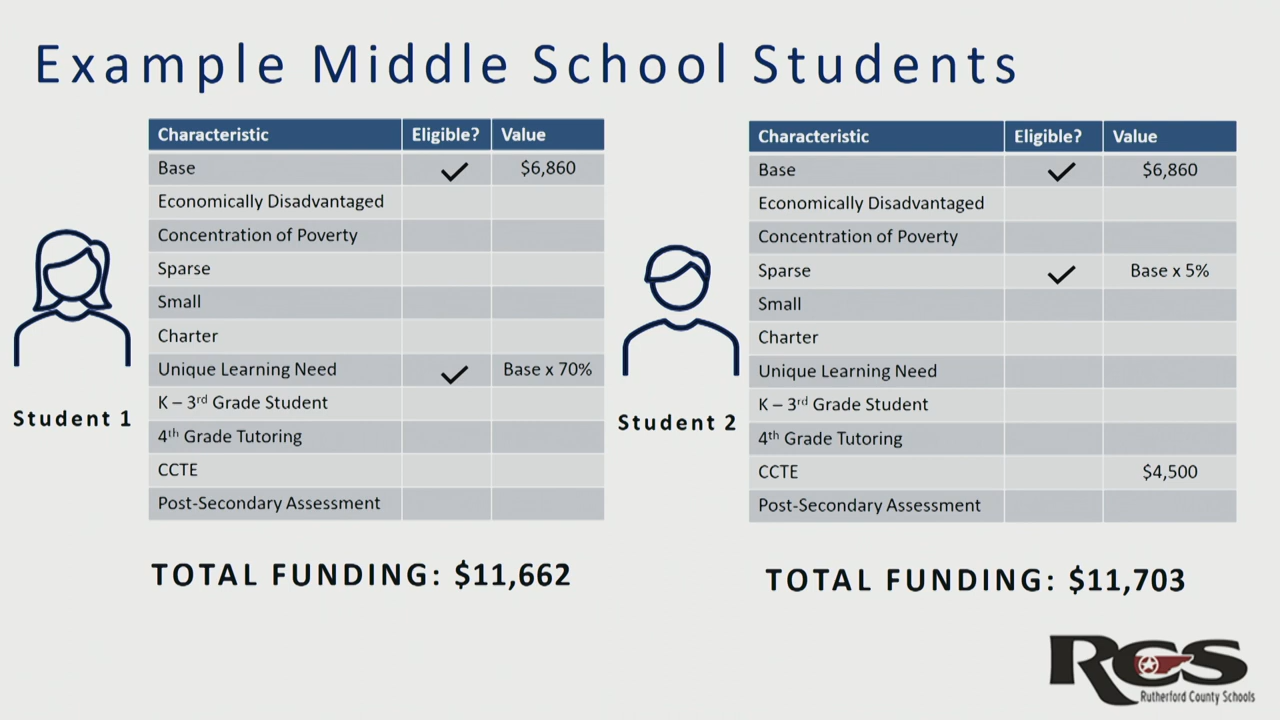 Example Middle School Students
Characteristic Eligible? Value
Base ✓ $6,860
Economically Disadvantaged
Concentration of Poverty
Sparse
Small
Charter
Unique Learning Need ✓ Base x 70%
K – 3rd Grade Student
4th Grade Tutoring
CCTE
Post-Secondary Assessment
Student 1
TOTAL FUNDING: $11,662
Characteristic Eligible? Value
Base ✓ $6,860
Economically Disadvantaged
Concentration of Poverty
Sparse ✓ Base x 5%
Small
Charter
Unique Learning Need
K – 3rd Grade Student
4th Grade Tutoring
CCTE $4,500
Post-Secondary Assessment
Student 2
TOTAL FUNDING: $11,703
RCS
Rutherford County Schools